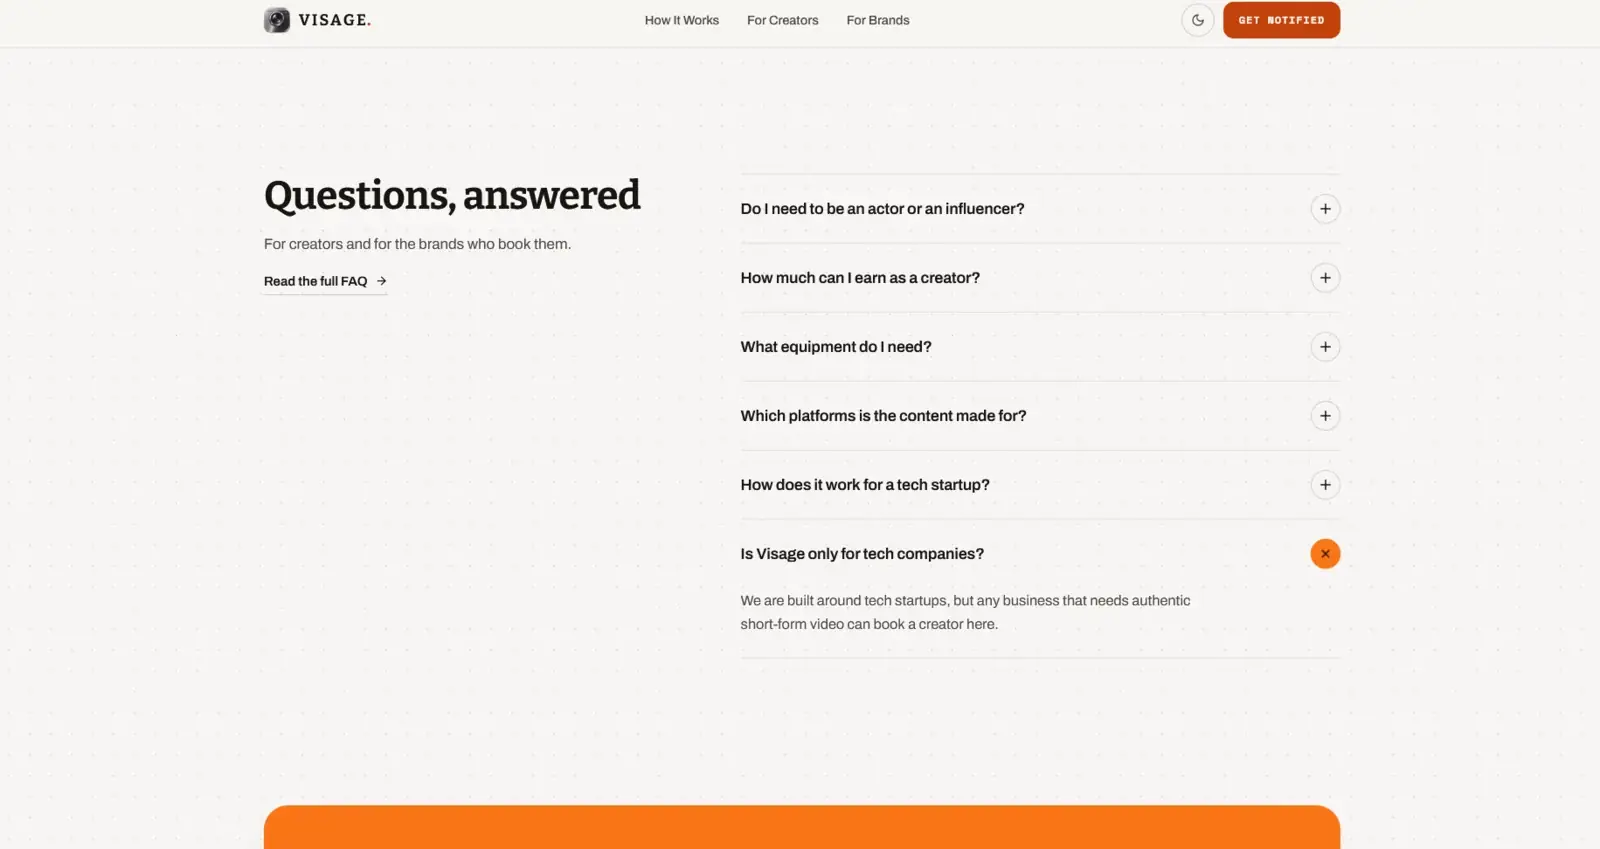 VISAGE.
How It Works
For Creators
For Brands
GET NOTIFIED
Questions, answered
For creators and for the brands who book them.
Read the full FAQ →
Do I need to be an actor or an influencer?
How much can I earn as a creator?
What equipment do I need?
Which platforms is the content made for?
How does it work for a tech startup?
Is Visage only for tech companies?
We are built around tech startups, but any business that needs authentic
short-form video can book a creator here.